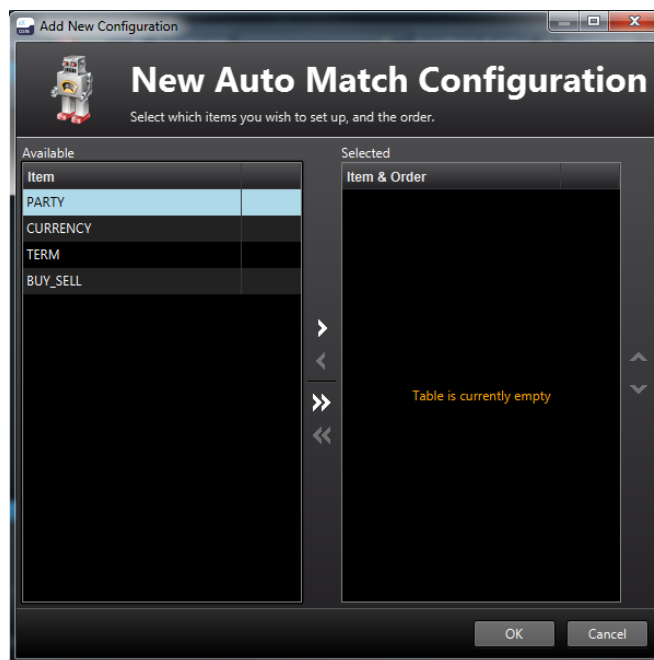 Add New Configuration
New Auto Match Configuration
Select which items you wish to set up, and the order.
Available
Selected
Item
Item & Order
PARTY
CURRENCY
TERM
BUY_SELL
Table is currently empty
OK
Cancel